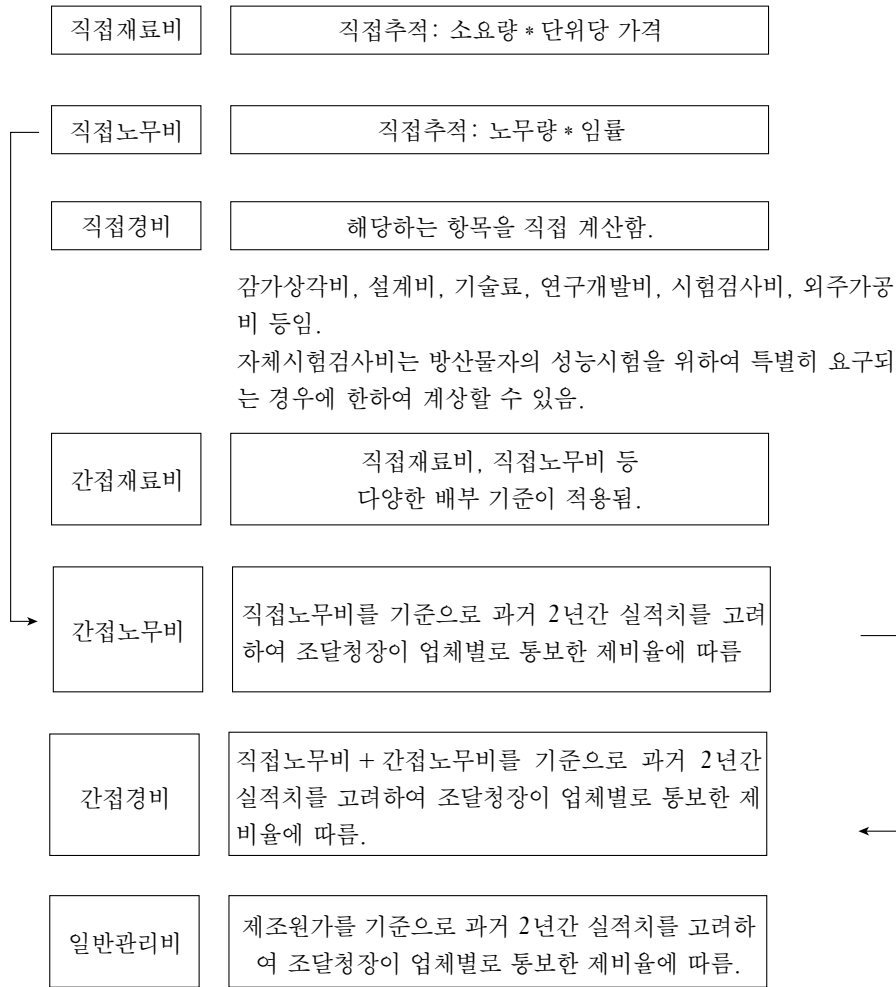 직접재료비
직접추적: 소요량 * 단위당 가격
직접노무비
직접추적: 노무량 * 임률
직접경비
해당하는 항목을 직접 계산함.
감가상각비, 설계비, 기술료, 연구개발비, 시험검사비, 외주가공
비 등임.
자체시험검사비는 방산물자의 성능시험을 위하여 특별히 요구되
는 경우에 한하여 계상할 수 있음.
간접재료비
직접재료비, 직접노무비 등
다양한 배부 기준이 적용됨.
간접노무비
직접노무비를 기준으로 과거 2년간 실적치를 고려
하여 조달청장이 업체별로 통보한 제비율에 따름
간접경비
직접노무비 + 간접노무비를 기준으로 과거 2년간
실적치를 고려하여 조달청장이 업체별로 통보한 제
비율에 따름.
일반관리비
제조원가를 기준으로 과거 2년간 실적치를 고려하
여 조달청장이 업체별로 통보한 제비율에 따름.